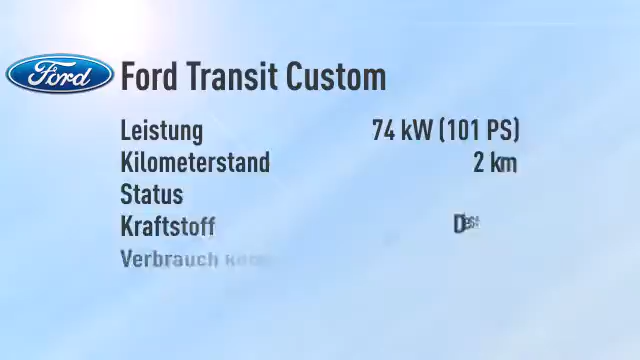 Ford
Ford Transit Custom
Leistung 74 kW (101 PS)
Kilometerstand 2 km
Status
Kraftstoff
Verbrauch